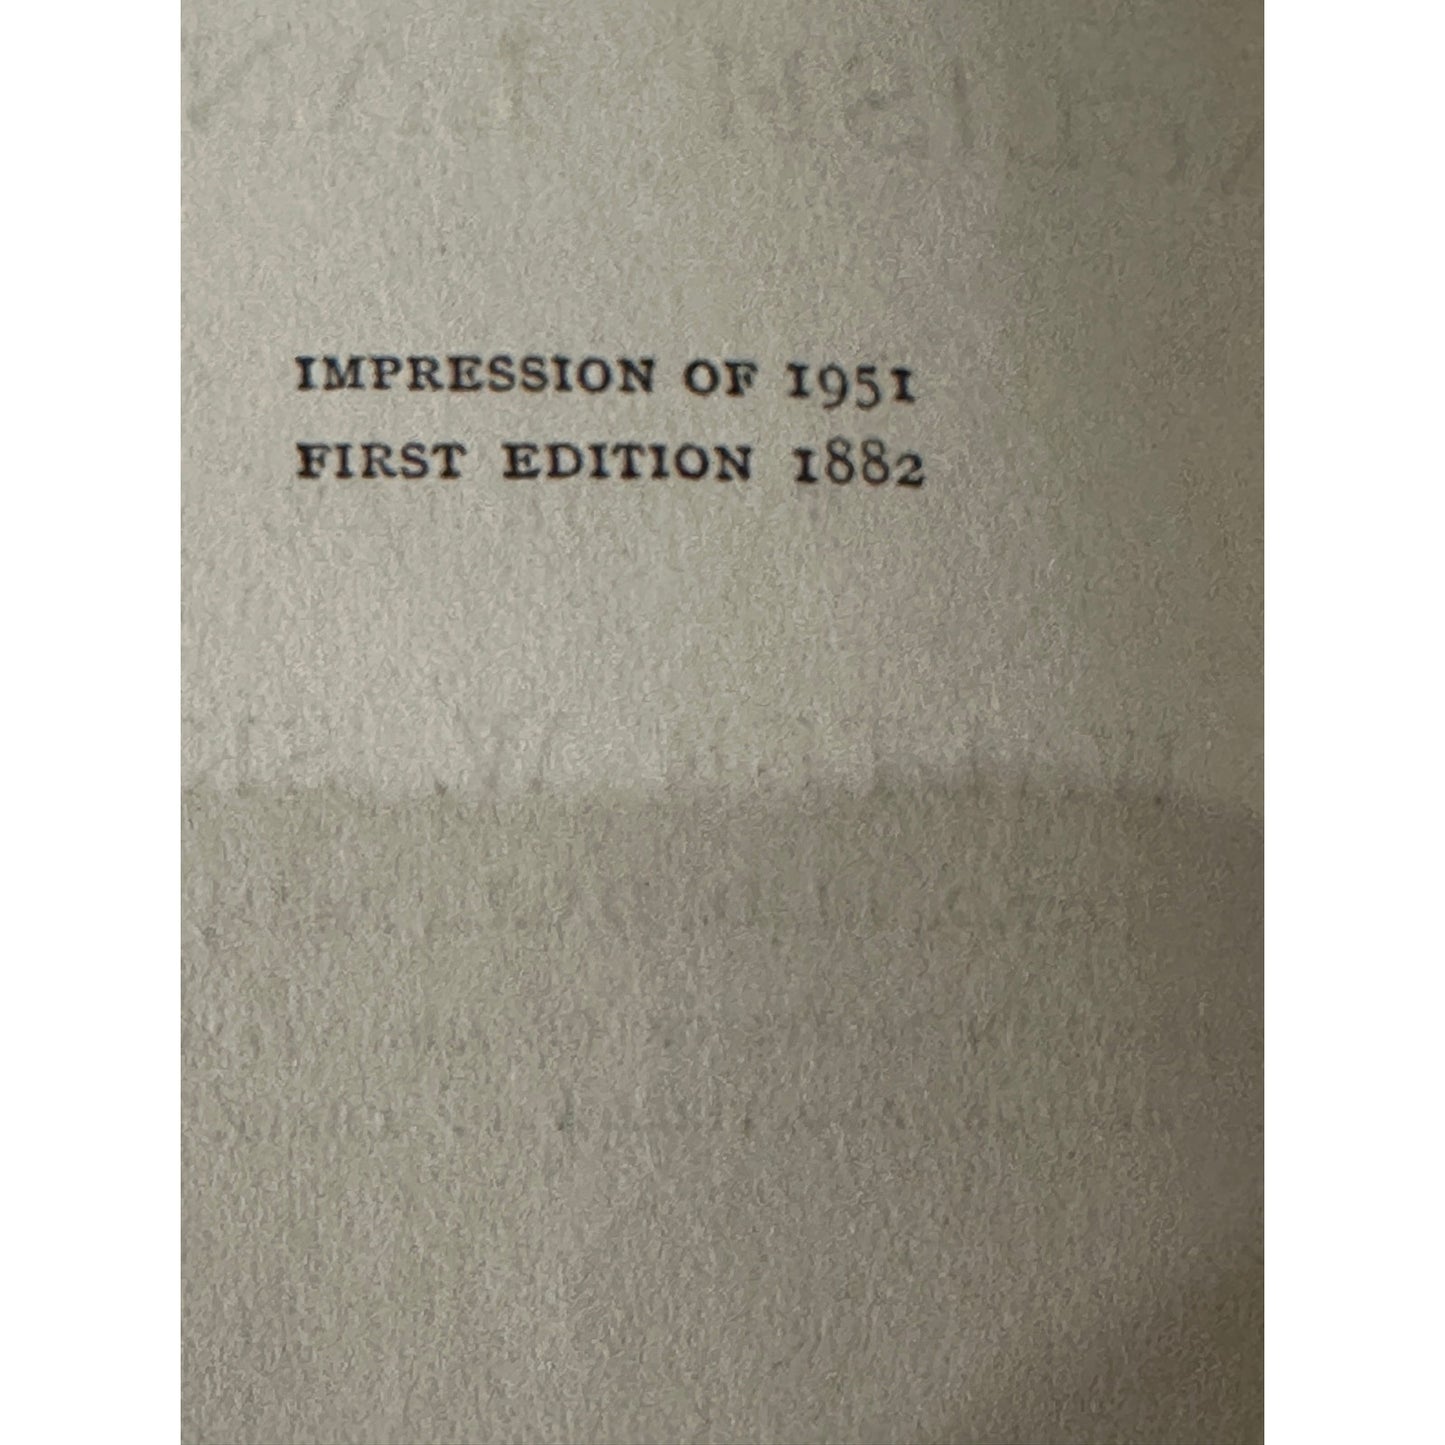 IMPRESSION OF 1951
FIRST EDITION 1882